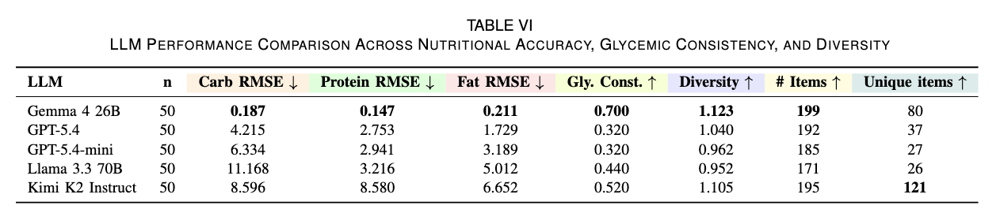 TABLE VI
LLM PERFORMANCE COMPARISON ACROSS NUTRITIONAL ACCURACY, GLYCEMIC CONSISTENCY, AND DIVERSITY
LLM n Carb RMSE ↓ Protein RMSE ↓ Fat RMSE ↓ Gly. Const. ↑ Diversity ↑ # Items ↑ Unique items ↑
Gemma 4 26B 50 0.187 0.147 0.211 0.700 1.123 199 80
GPT-5.4 50 4.215 2.753 1.729 0.320 1.040 192 37
GPT-5.4-mini 50 6.334 2.941 3.189 0.320 0.962 185 27
Llama 3.3 70B 50 11.168 3.216 5.012 0.440 0.952 171 26
Kimi K2 Instruct 50 8.596 8.580 6.652 0.520 1.105 195 121